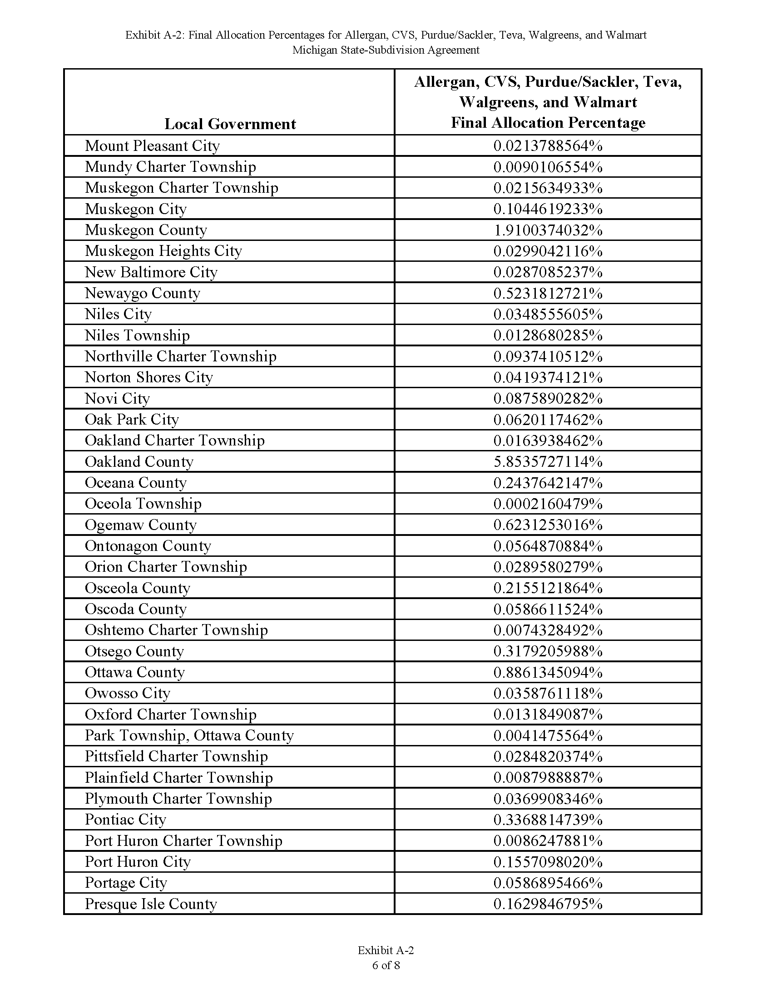 Exhibit A-2: Final Allocation Percentages for Allergan, CVS, Purdue/Sackler, Teva, Walgreens, and Walmart
Michigan State-Subdivision Agreement
Local Government
Allergan, CVS, Purdue/Sackler, Teva,
Walgreens, and Walmart
Final Allocation Percentage
Mount Pleasant City 0.0213788564%
Mundy Charter Township 0.0090106554%
Muskegon Charter Township 0.0215634933%
Muskegon City 0.1044619233%
Muskegon County 1.9100374032%
Muskegon Heights City 0.0299042116%
New Baltimore City 0.0287085237%
Newaygo County 0.5231812721%
Niles City 0.0348555605%
Niles Township 0.0128680285%
Northville Charter Township 0.0937410512%
Norton Shores City 0.0419374121%
Novi City 0.0875890282%
Oak Park City 0.0620117462%
Oakland Charter Township 0.0163938462%
Oakland County 5.8535727114%
Oceana County 0.2437642147%
Oceola Township 0.0002160479%
Ogemaw County 0.6231253016%
Ontonagon County 0.0564870884%
Orion Charter Township 0.0289580279%
Osceola County 0.2155121864%
Oscoda County 0.0586611524%
Oshtemo Charter Township 0.0074328492%
Otsego County 0.3179205988%
Ottawa County 0.8861345094%
Owosso City 0.0358761118%
Oxford Charter Township 0.0131849087%
Park Township, Ottawa County 0.0041475564%
Pittsfield Charter Township 0.0284820374%
Plainfield Charter Township 0.0087988887%
Plymouth Charter Township 0.0369908346%
Pontiac City 0.3368814739%
Port Huron Charter Township 0.0086247881%
Port Huron City 0.1557098020%
Portage City 0.0586895466%
Presque Isle County 0.1629846795%
Exhibit A-2
6 of 8